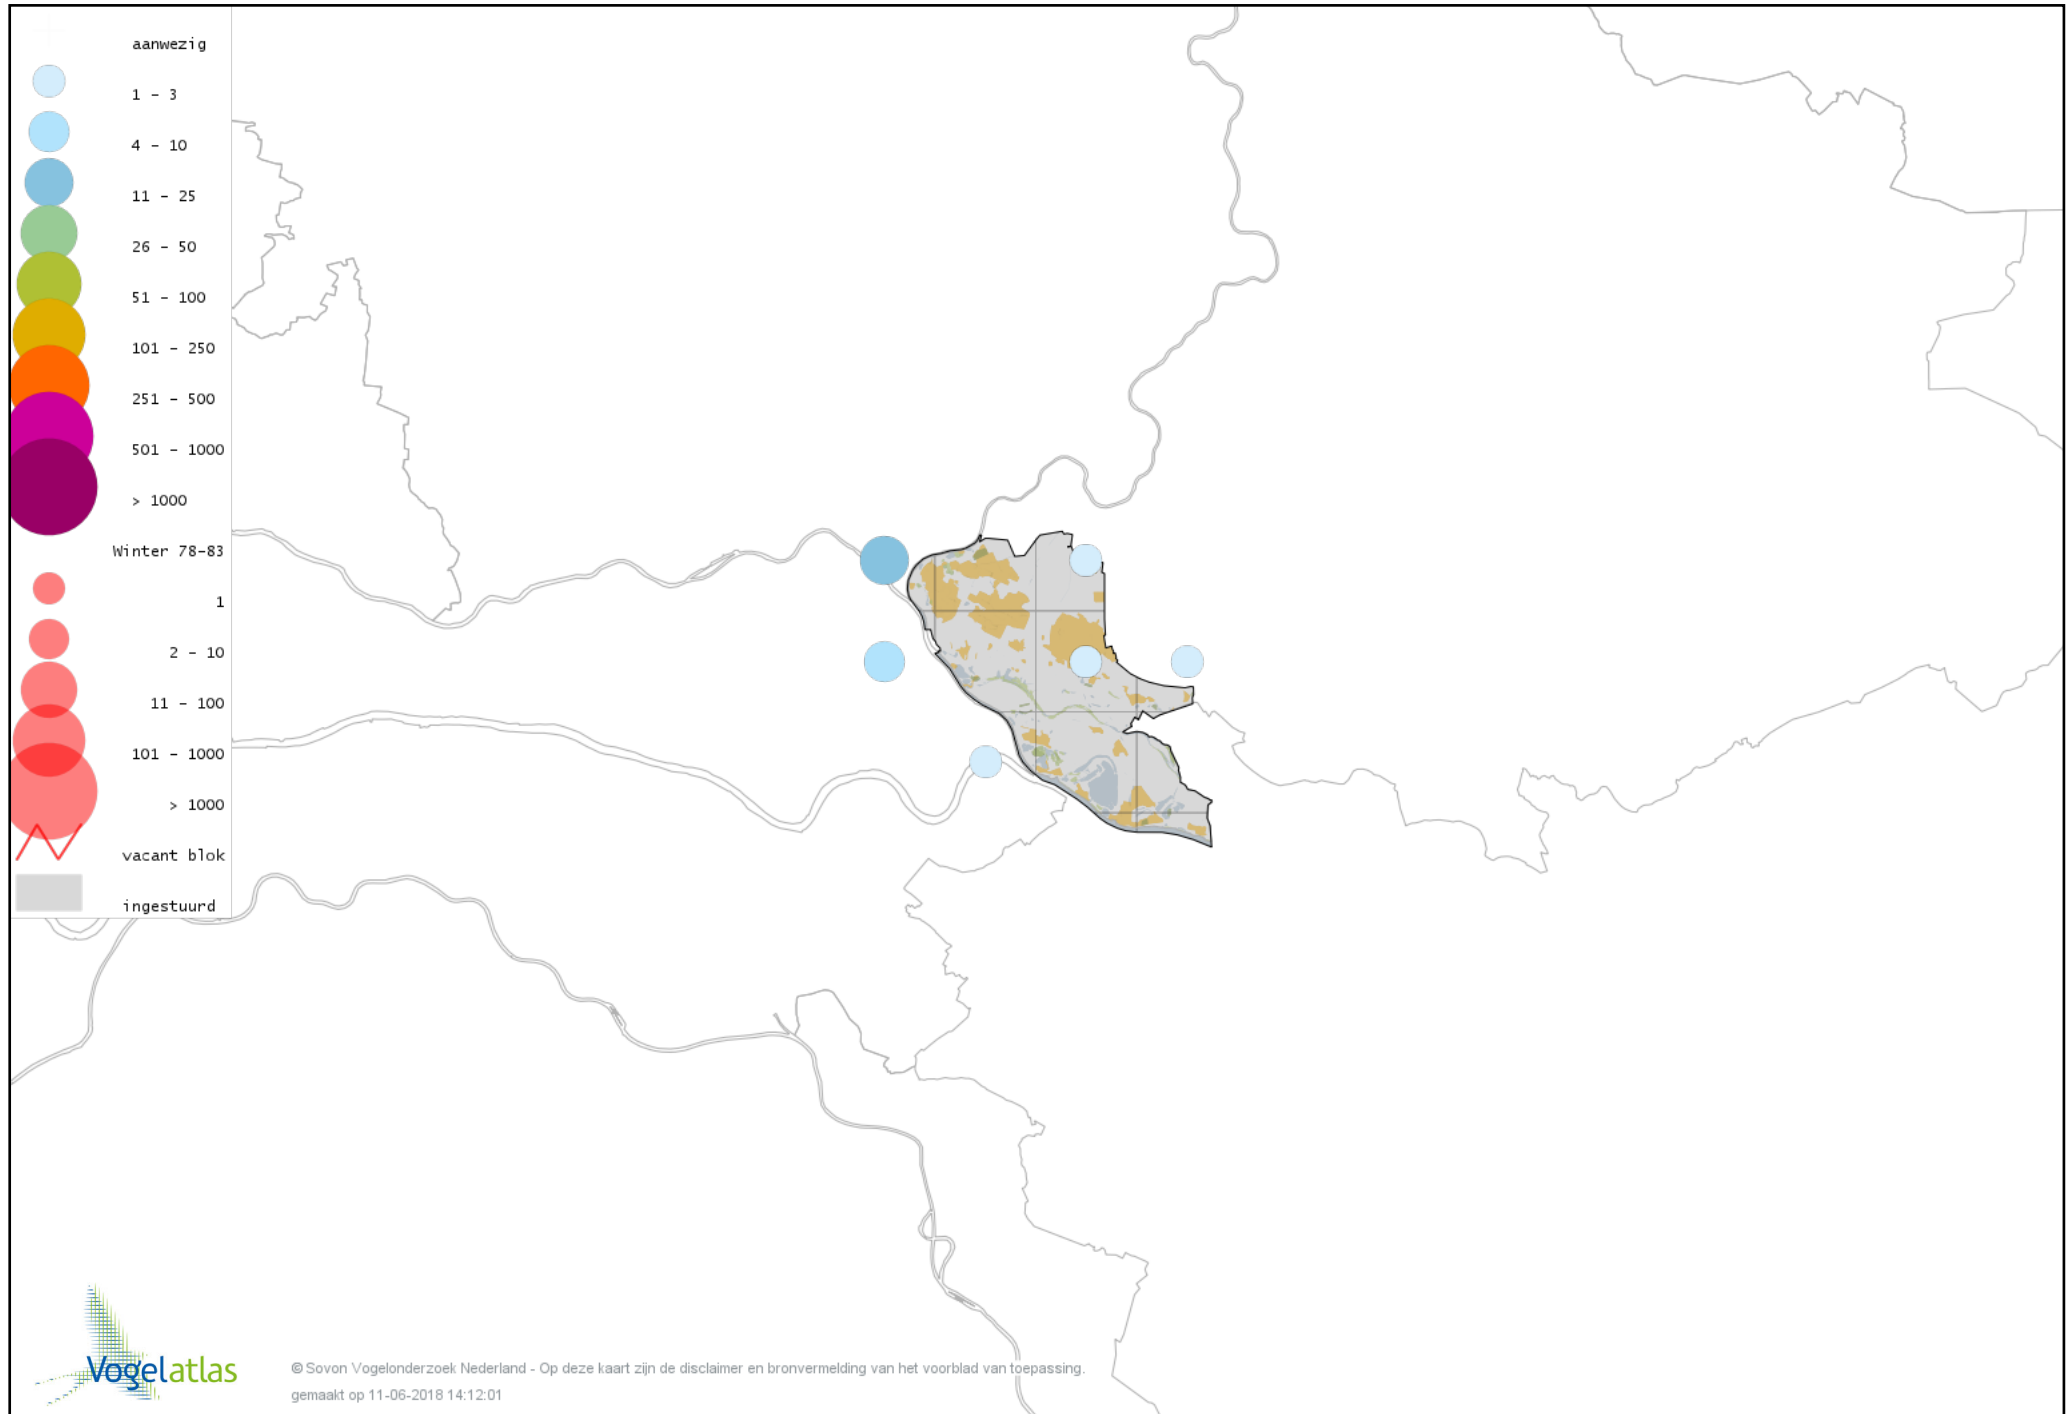 aanwezig
1 - 3
4 - 10
11 - 25
26 - 50
51 - 100
101 - 250
251 - 500
501 - 1000
> 1000
Winter 78-83
1
2 - 10
11 - 100
101 - 1000
> 1000
vacant blok
ingestuurd
Vogelatlas
© Sovon Vogelonderzoek Nederland - Op deze kaart zijn de disclaimer en bronvermelding van het voorblad van toepassing.
gemaakt op 11-06-2018 14:12:01